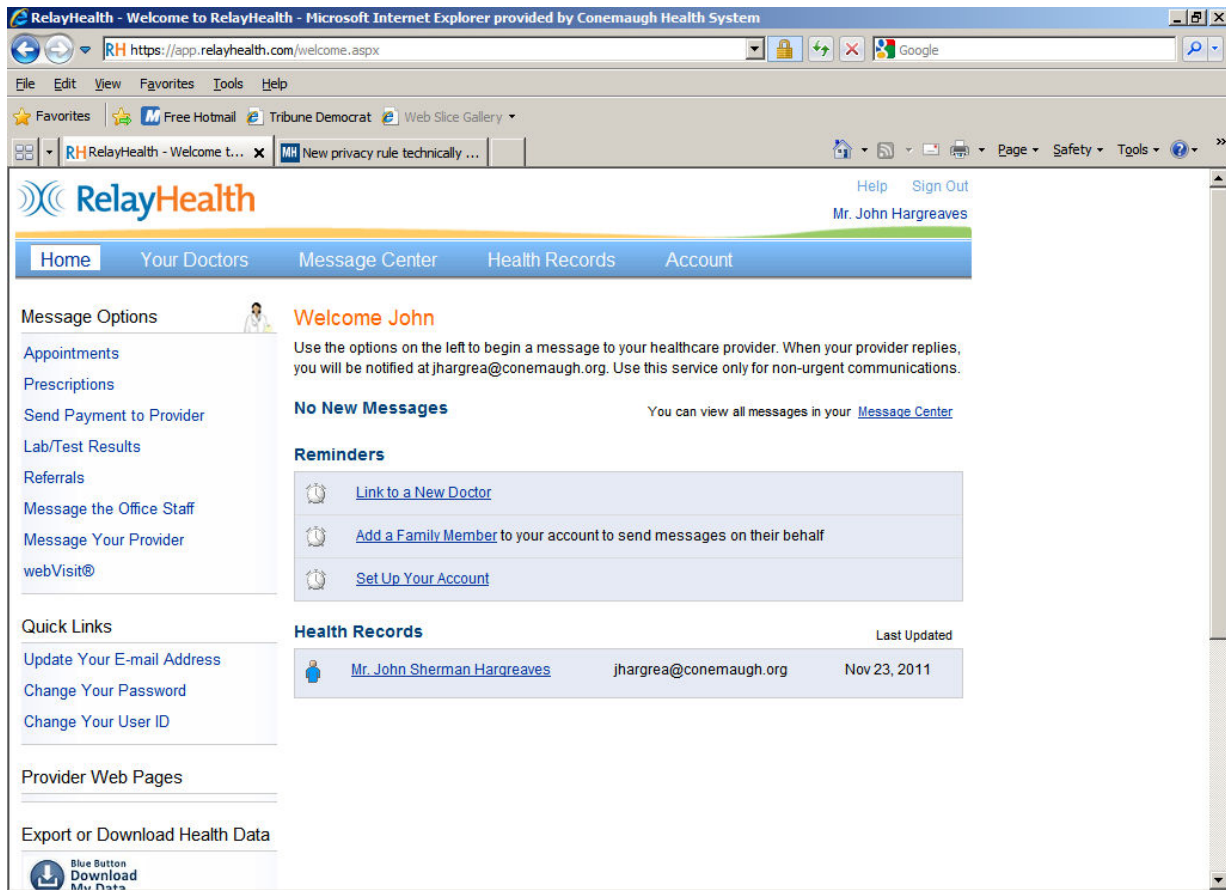 RelayHealth - Welcome to RelayHealth - Microsoft Internet Explorer provided by Conemaugh Health System
RH https://app.relayhealth.com/welcome.aspx
Google
File Edit View Favorites Tools Help
Favorites Free Hotmail Tribune Democrat Web Slice Gallery
RH RelayHealth - Welcome t... X MH New privacy rule technically ...
Page Safety Tools
»
RelayHealth
Help Sign Out
Mr. John Hargreaves
Home Your Doctors Message Center Health Records Account
Message Options
Appointments
Prescriptions
Send Payment to Provider
Lab/Test Results
Referrals
Message the Office Staff
Message Your Provider
webVisit®
Quick Links
Update Your E-mail Address
Change Your Password
Change Your User ID
Provider Web Pages
Export or Download Health Data
Blue Button
Download
My Data
Welcome John
Use the options on the left to begin a message to your healthcare provider. When your provider replies,
you will be notified at jhargrea@conemaugh.org. Use this service only for non-urgent communications.
No New Messages You can view all messages in your Message Center
Reminders
Link to a New Doctor
Add a Family Member to your account to send messages on their behalf
Set Up Your Account
Health Records Last Updated
Mr. John Sherman Hargreaves jhargrea@conemaugh.org Nov 23, 2011